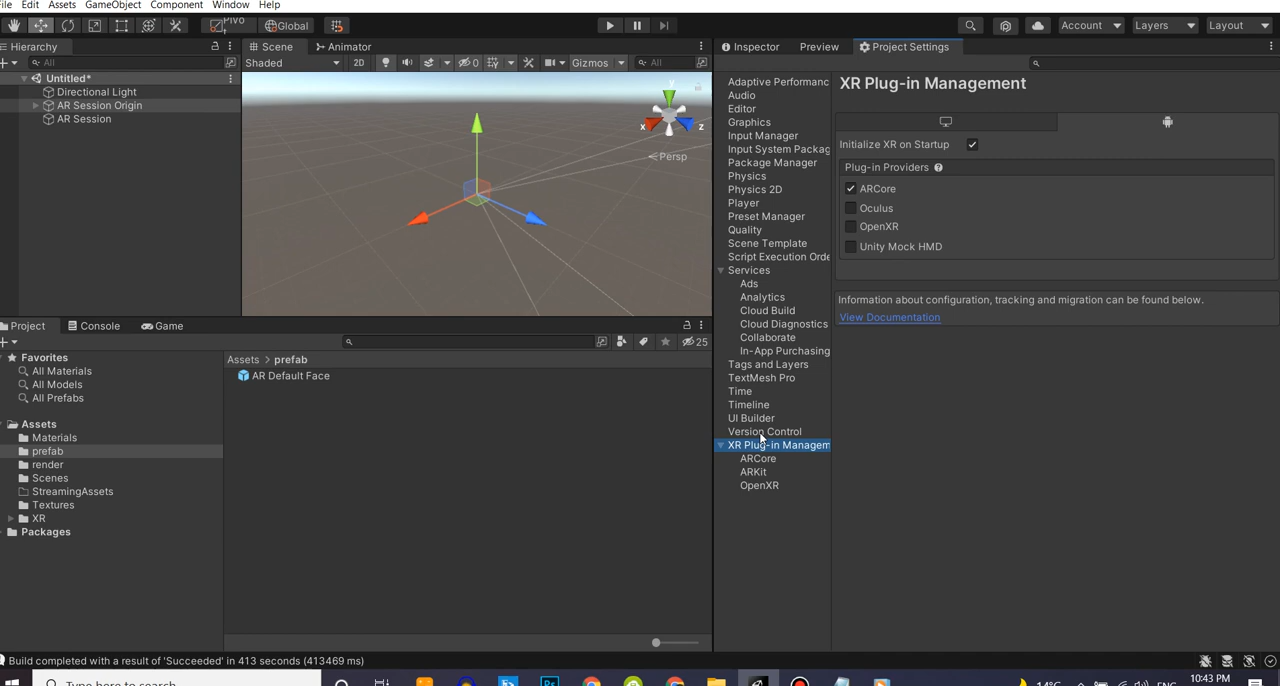 File Edit Assets GameObject Component Window Help
Pivo Global Account Layers Layout
Hierarchy
All
Untitled*
Directional Light
AR Session Origin
AR Session
Scene Animator
Shaded 2D 0 Gizmos All
y
x z
Persp
Project Console Game
25
Favorites
All Materials
All Models
All Prefabs
Assets
Materials
prefab
render
Scenes
StreamingAssets
Textures
XR
Packages
Assets > prefab
AR Default Face
Inspector Preview Project Settings
Adaptive Performanc
Audio
Editor
Graphics
Input Manager
Input System Packag
Package Manager
Physics
Physics 2D
Player
Preset Manager
Quality
Scene Template
Script Execution Orde
Services
Ads
Analytics
Cloud Build
Cloud Diagnostics
Collaborate
In-App Purchasing
Tags and Layers
TextMesh Pro
Time
Timeline
UI Builder
Version Control
XR Plug-in Managem
ARCore
ARKit
OpenXR
XR Plug-in Management
Initialize XR on Startup
Plug-in Providers
ARCore
Oculus
OpenXR
Unity Mock HMD
Information about configuration, tracking and migration can be found below.
View Documentation
Build completed with a result of 'Succeeded' in 413 seconds (413469 ms)
Type here to search
Ps
14°C ENG 10:43 PM